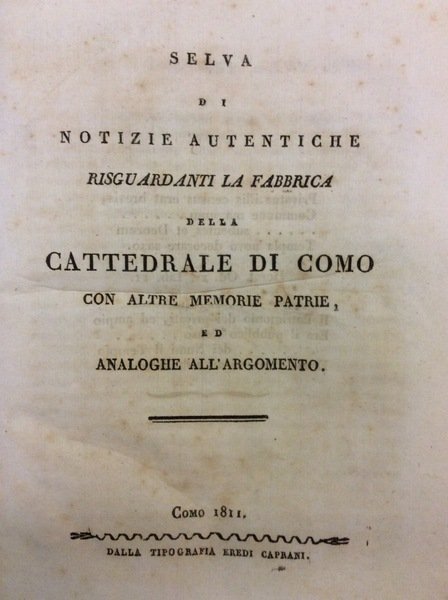 SELVA
DI
NOTIZIE AUTENTICHE
RISGUARDANTI LA FABBRICA
DELLA
CATTEDRALE DI COMO
CON ALTRE MEMORIE PATRIE,
ED
ANALOGHE ALL'ARGOMENTO.
COMO 1811.
DALLA TIPOGRAFIA EREDI CAPRANI.